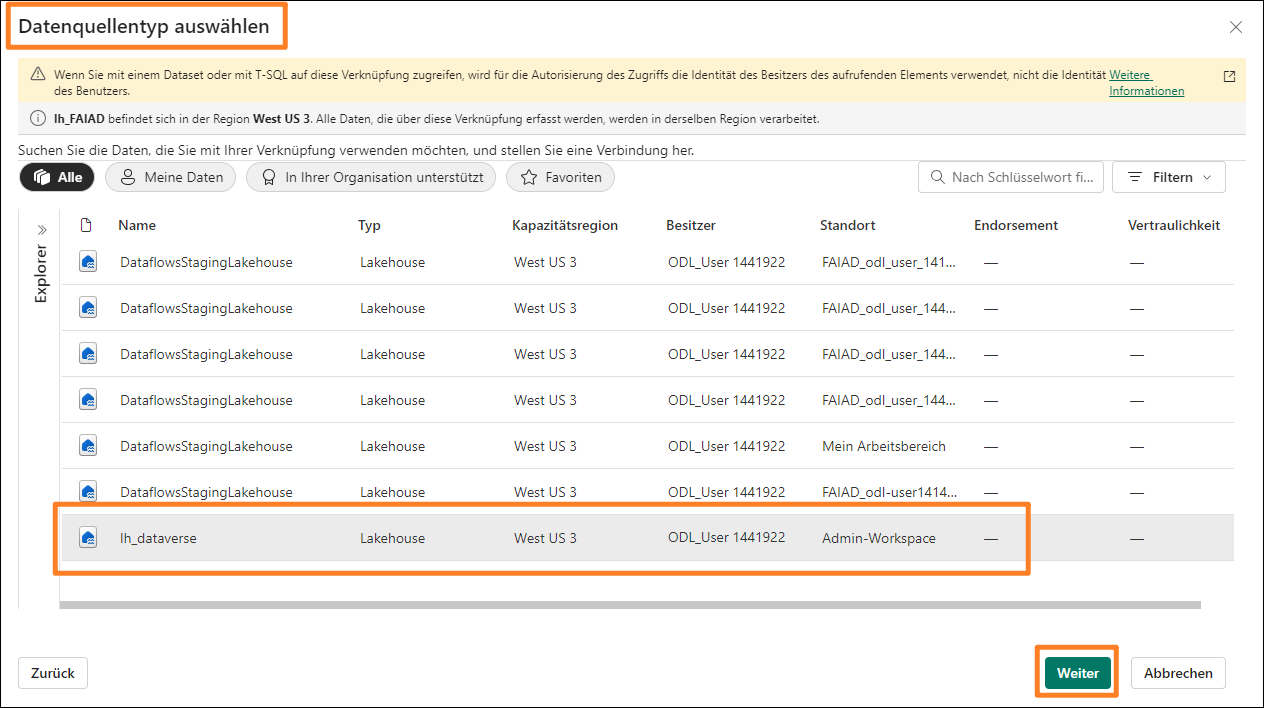 Datenquellentyp auswählen
Wenn Sie mit einem Dataset oder mit T-SQL auf diese Verknüpfung zugreifen, wird für die Autorisierung des Zugriffs die Identität des Besitzers des aufrufenden Elements verwendet, nicht die Identität des Benutzers.
Weitere Informationen
lh_FAIAD befindet sich in der Region West US 3. Alle Daten, die über diese Verknüpfung erfasst werden, werden in derselben Region verarbeitet.
Suchen Sie die Daten, die Sie mit Ihrer Verknüpfung verwenden möchten, und stellen Sie eine Verbindung her.
Alle Meine Daten In Ihrer Organisation unterstützt Favoriten Nach Schlüsselwort fi... Filtern
Explorer
Name Typ Kapazitätsregion Besitzer Standort Endorsement Vertraulichkeit
DataflowsStagingLakehouse Lakehouse West US 3 ODL_User 1441922 FAIAD_odl_user_141... — —
DataflowsStagingLakehouse Lakehouse West US 3 ODL_User 1441922 FAIAD_odl_user_144... — —
DataflowsStagingLakehouse Lakehouse West US 3 ODL_User 1441922 FAIAD_odl_user_144... — —
DataflowsStagingLakehouse Lakehouse West US 3 ODL_User 1441922 FAIAD_odl_user_144... — —
DataflowsStagingLakehouse Lakehouse West US 3 ODL_User 1441922 Mein Arbeitsbereich — —
DataflowsStagingLakehouse Lakehouse West US 3 ODL_User 1441922 FAIAD_odl-user1414... — —
lh_dataverse Lakehouse West US 3 ODL_User 1441922 Admin-Workspace — —
Zurück Weiter Abbrechen